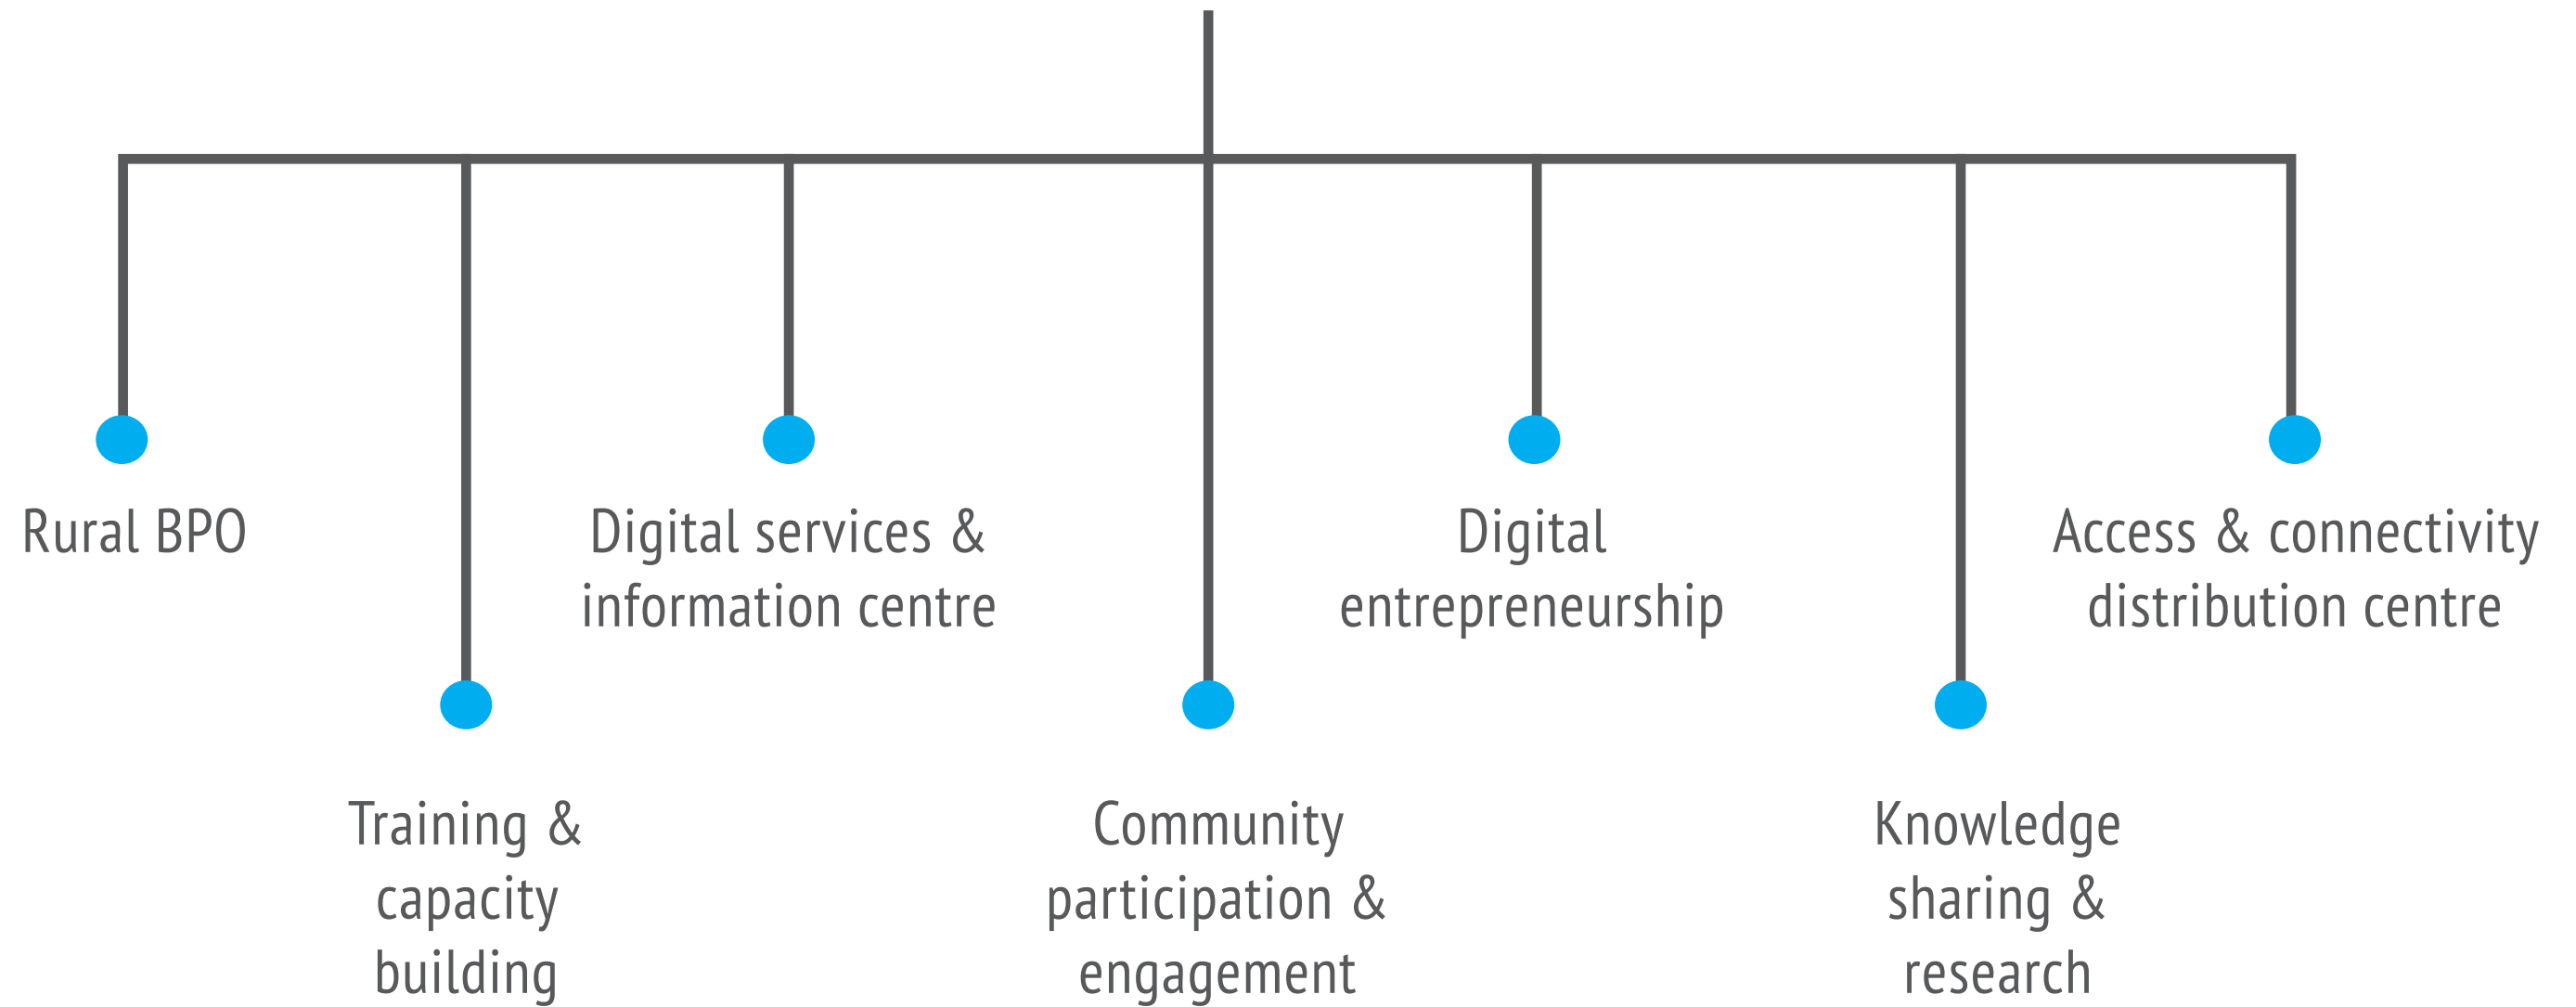 Rural BPO
Digital services &
information centre
Digital
entrepreneurship
Access & connectivity
distribution centre
Training &
capacity
building
Community
participation &
engagement
Knowledge
sharing &
research